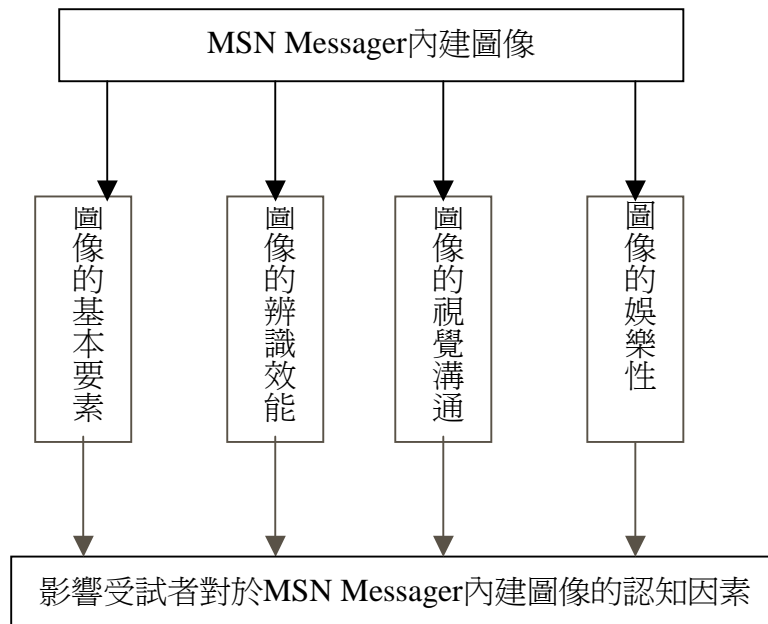 MSN Messager內建圖像
圖像的基本要素
圖像的辨識效能
圖像的視覺溝通
圖像的娛樂性
影響受試者對於MSN Messager內建圖像的認知因素